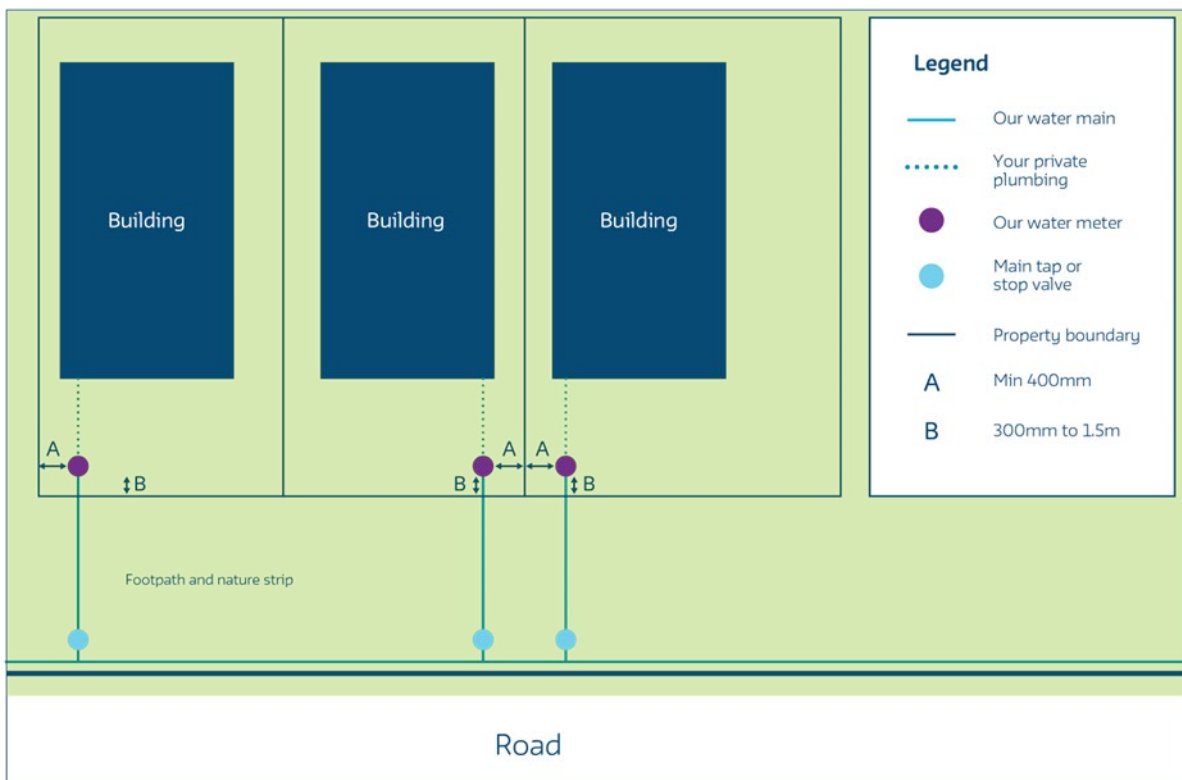 Building
Building
Building
A
A
A
B
B
B
Footpath and nature strip
Road
Legend
Our water main
Your private
plumbing
Our water meter
Main tap or
stop valve
Property boundary
A Min 400mm
B 300mm to 1.5m